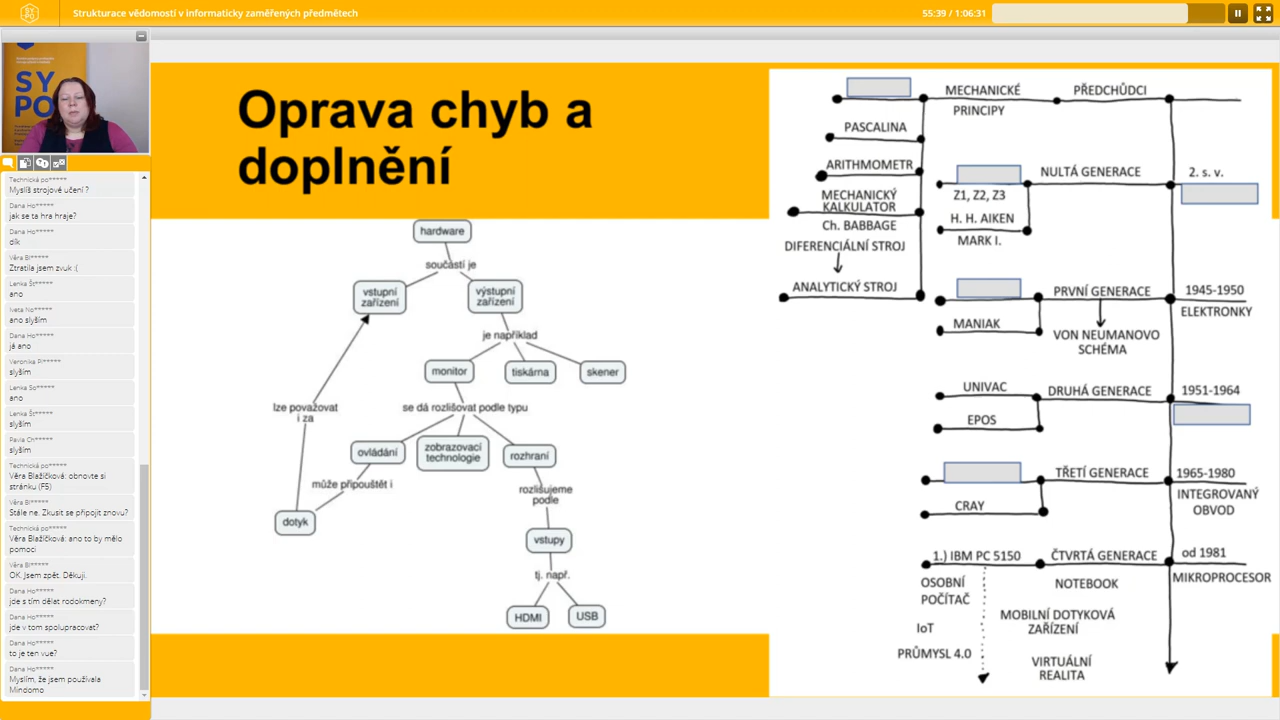 Strukturace vědomostí v informaticky zaměřených předmětech
55:39 / 1:06:31
SY
PO
SY
PO
Technická po*****
Myslíš strojové učení ?
Dana Ho*****
jak se ta hra hraje?
Dana Ho*****
dík
Věra Bl*****
Ztratila jsem zvuk :(
Lenka Št*****
ano
Iveta No*****
ano slyším
Dana Ho*****
já ano
Veronika Pl*****
slyším
Lenka So*****
ano
Lenka Št*****
slyším
Pavla Ch*****
slyším
Technická po*****
Věra Blažíčková: obnovte si
stránku (F5)
Věra Bl*****
Stále ne. Zkusit se připojit znovu?
Technická po*****
Věra Blažíčková: ano to by mělo
pomoci
Věra Bl*****
OK. Jsem zpět. Děkuji.
Dana Ho*****
jde s tím dělat rodokmeny?
Dana Ho*****
jde v tom spolupracovat?
Dana Ho*****
to je ten vue?
Dana Ho*****
Myslím, že jsem používala
Mindomo
Oprava chyb a
doplnění
hardware
součástí je
vstupní
zařízení
výstupní
zařízení
je například
monitor
tiskárna
skener
lze považovat
i za
se dá rozlišovat podle typu
ovládání
zobrazovací
technologie
rozhraní
může připouštět i
rozlišujeme
podle
dotyk
vstupy
tj. např.
HDMI
USB
MECHANICKÉ
PRINCIPY
PŘEDCHŮDCI
PASCALINA
ARITHMOMETR
MECHANICKÝ
KALKULATOR
Ch. BABBAGE
DIFERENCIÁLNÍ STROJ
ANALYTICKÝ STROJ
NULTÁ GENERACE
2. s. v.
Z1, Z2, Z3
H. H. AIKEN
MARK I.
PRVNÍ GENERACE
1945-1950
ELEKTRONKY
MANIAK
VON NEUMANOVO
SCHÉMA
UNIVAC
DRUHÁ GENERACE
1951-1964
EPOS
TŘETÍ GENERACE
1965-1980
INTEGROVANÝ
OBVOD
CRAY
1.) IBM PC 5150
ČTVRTÁ GENERACE
od 1981
MIKROPROCESOR
OSOBNÍ
POČÍTAČ
NOTEBOOK
IoT
MOBILNÍ DOTYKOVÁ
ZAŘÍZENÍ
PRŮMYSL 4.0
VIRTUÁLNÍ
REALITA